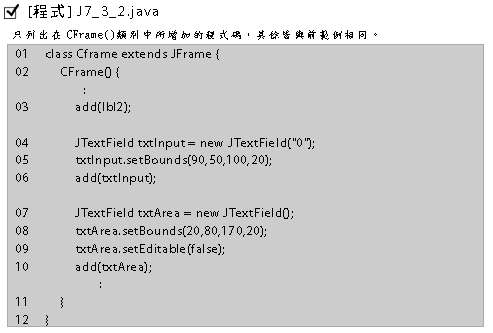 [程式] J7_3_2.java
只列出在 CFrame()類別中所增加的程式碼，其餘皆與前範例相同。
01 class Cframe extends JFrame {
02 CFrame() {
:
03 add(lbl2);
04 JTextField txtInput = new JTextField("0");
05 txtInput.setBounds(90,50,100,20);
06 add(txtInput);
07 JTextField txtArea = new JTextField();
08 txtArea.setBounds(20,80,170,20);
09 txtArea.setEditable(false);
10 add(txtArea);
:
11 }
12 }